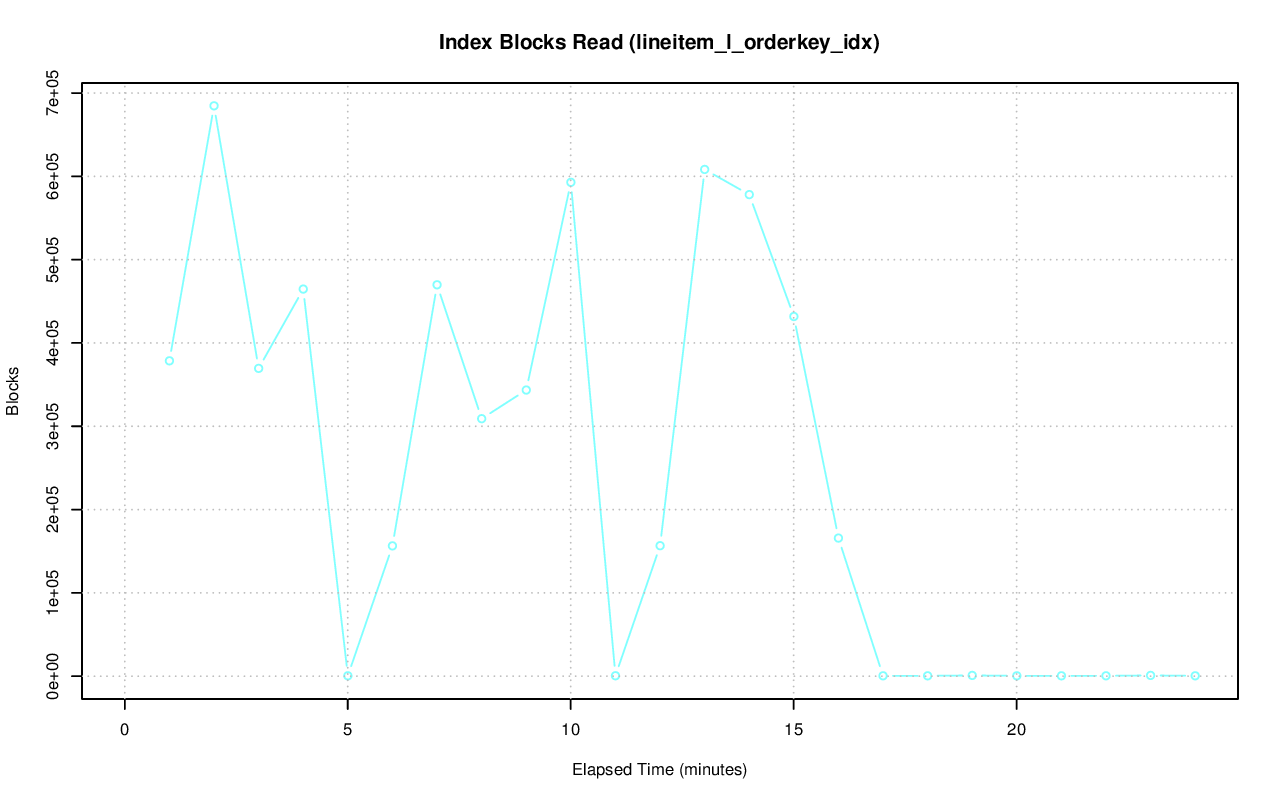 Index Blocks Read (lineitem_l_orderkey_idx)
7e+05
6e+05
5e+05
4e+05
3e+05
2e+05
1e+05
0e+00
Blocks
0 5 10 15 20
Elapsed Time (minutes)